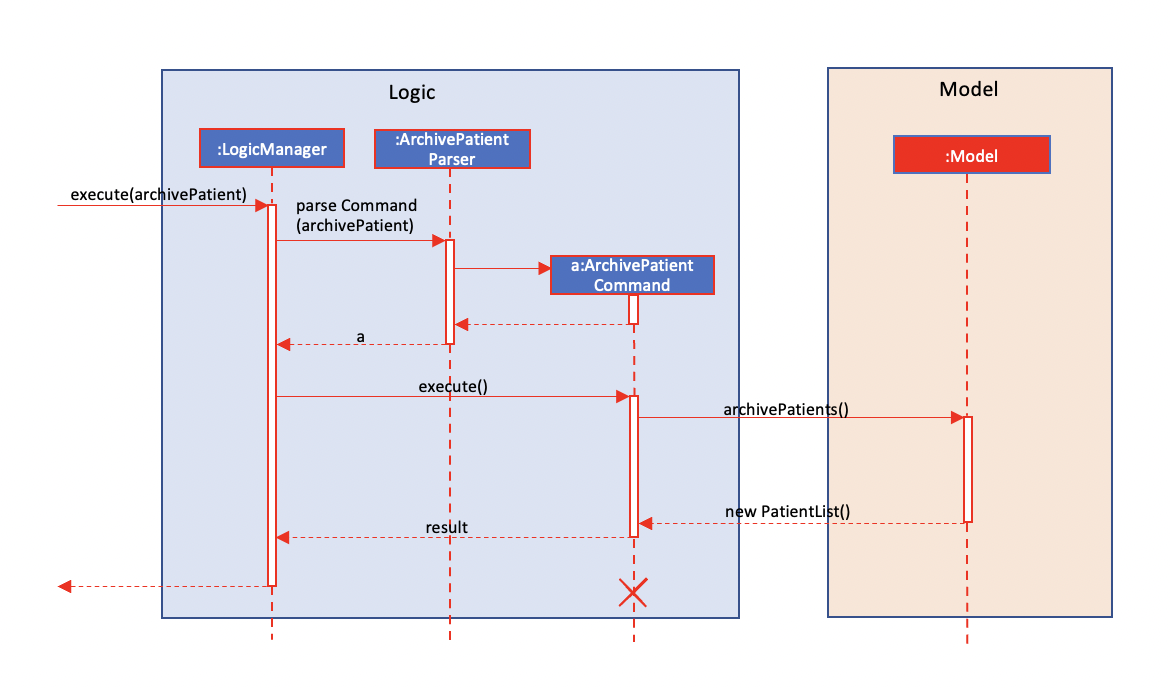 Logic
Model
:LogicManager
:ArchivePatient
Parser
:Model
execute(archivePatient)
parse Command
(archivePatient)
a:ArchivePatient
Command
a
execute()
archivePatients()
new PatientList()
result